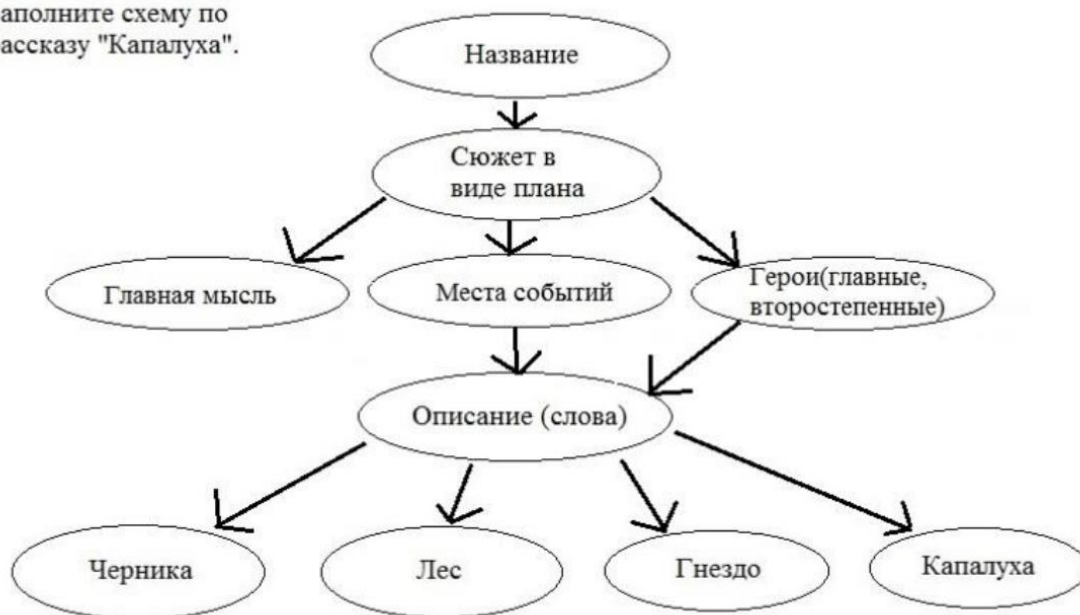 аполните схему по
ассказу "Капалуха".
Название
Сюжет в
виде плана
Главная мысль
Места событий
Герои(главные,
второстепенные)
Описание (слова)
Черника
Лес
Гнездо
Капалуха